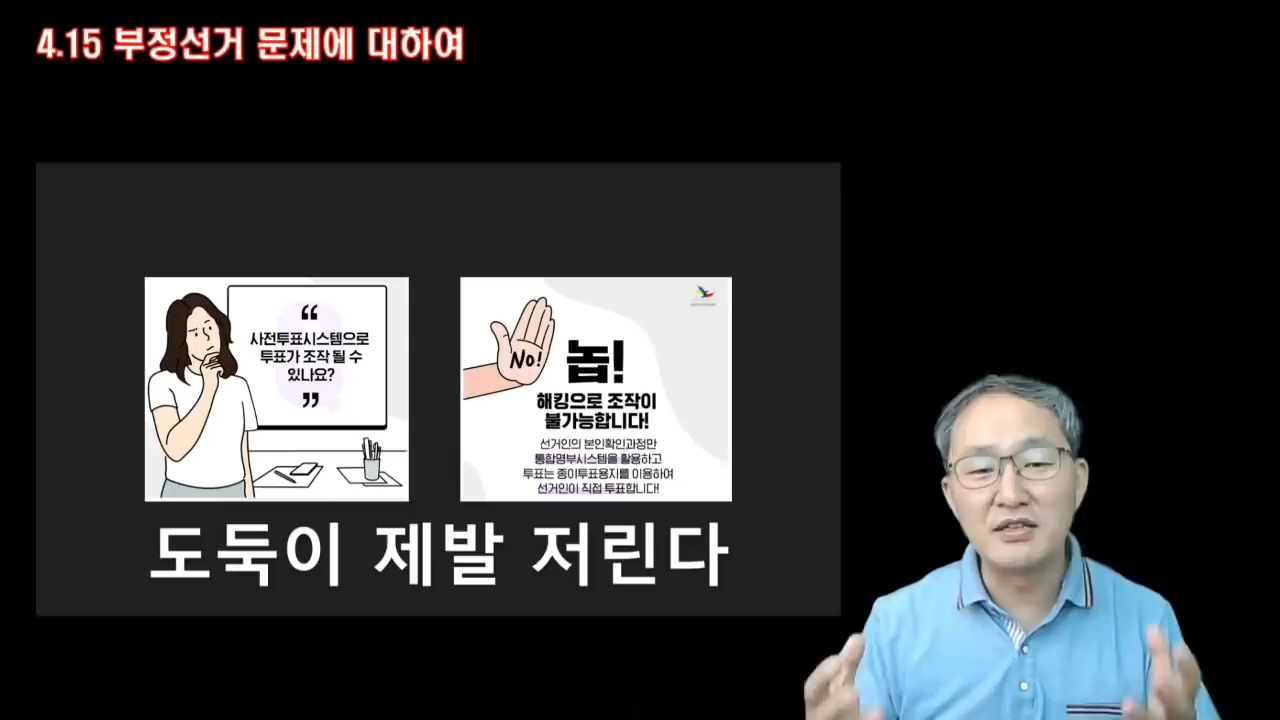 4.15 부정선거 문제에 대하여
“
사전투표시스템으로
투표가 조작 될 수
있나요?
”
No!
놉!
해킹으로 조작이
불가능합니다!
선거인의 본인확인과정만
통합명부시스템을 활용하고
투표는 종이투표용지를 이용하여
선거인이 직접 투표합니다!
도둑이 제발 저린다